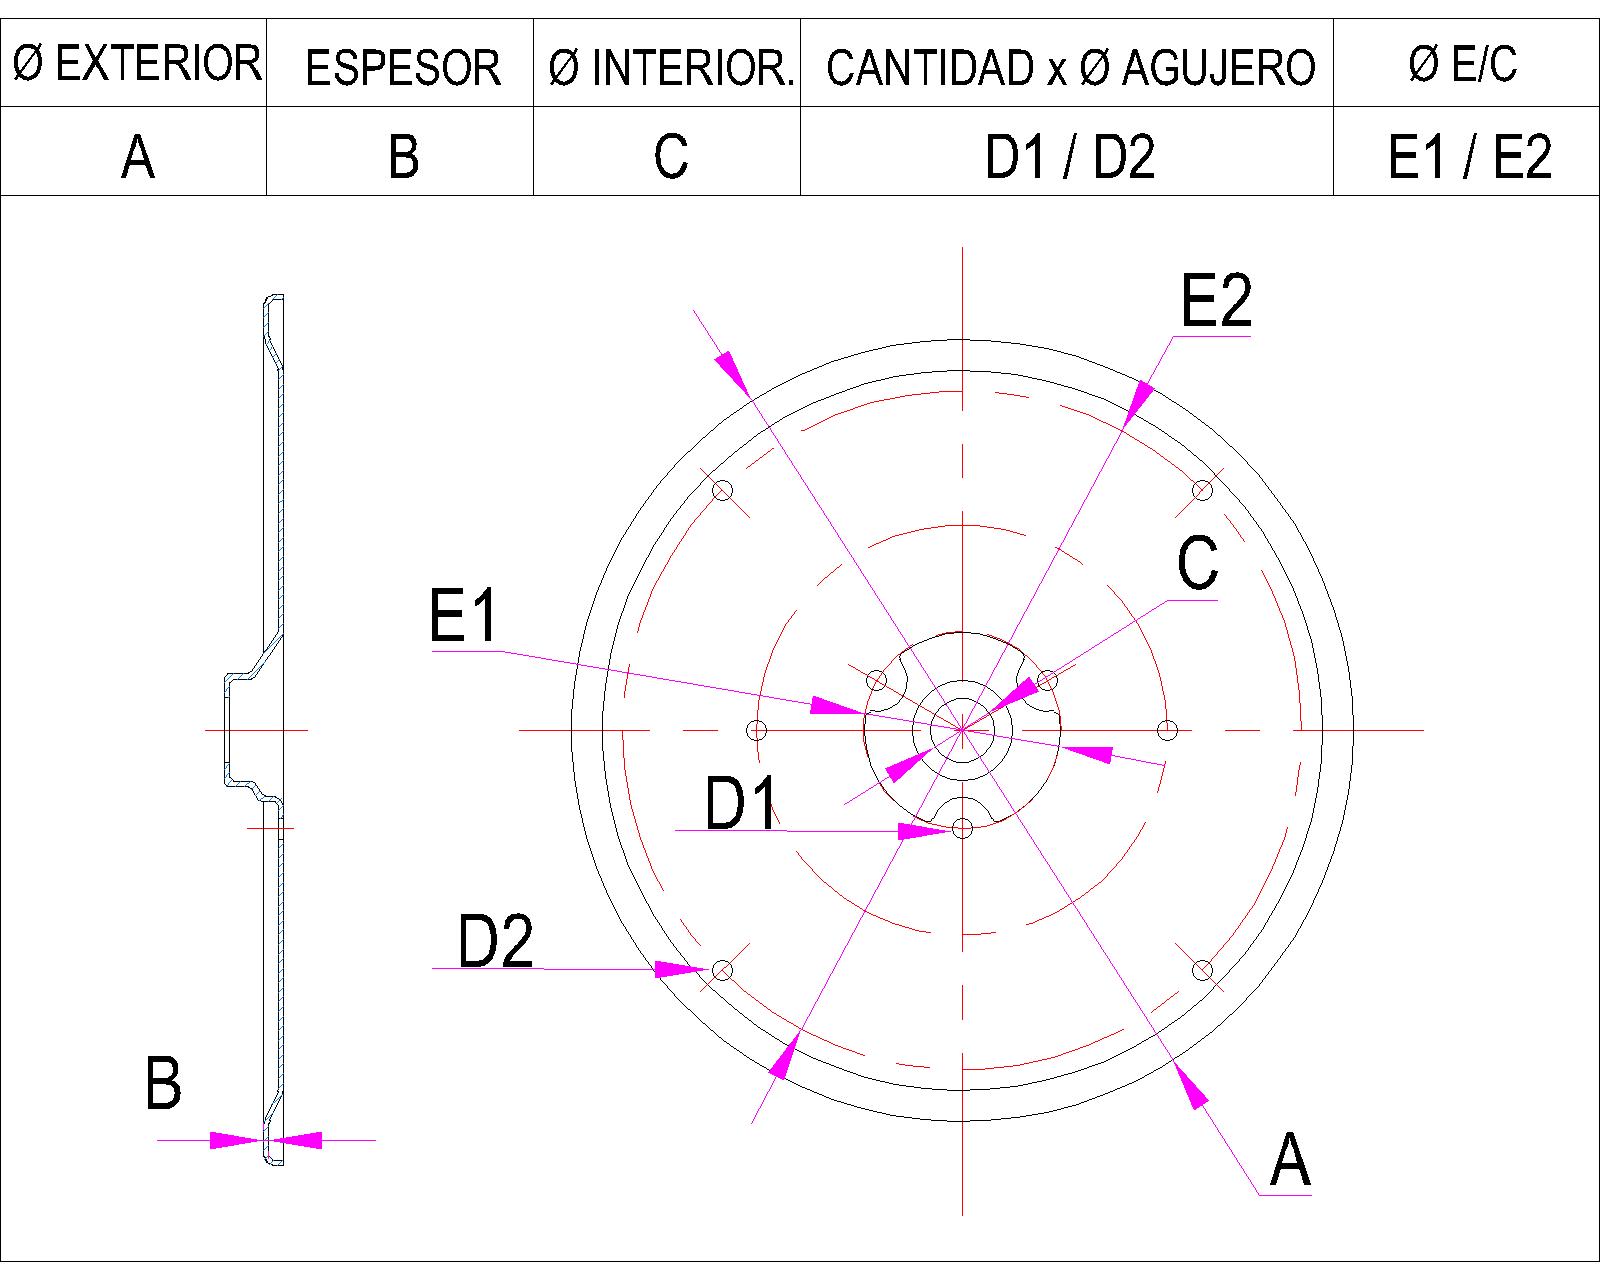 Ø EXTERIOR ESPESOR Ø INTERIOR. CANTIDAD x Ø AGUJERO Ø E/C
A B C D1 / D2 E1 / E2
E2
C
E1
D1
D2
B
A